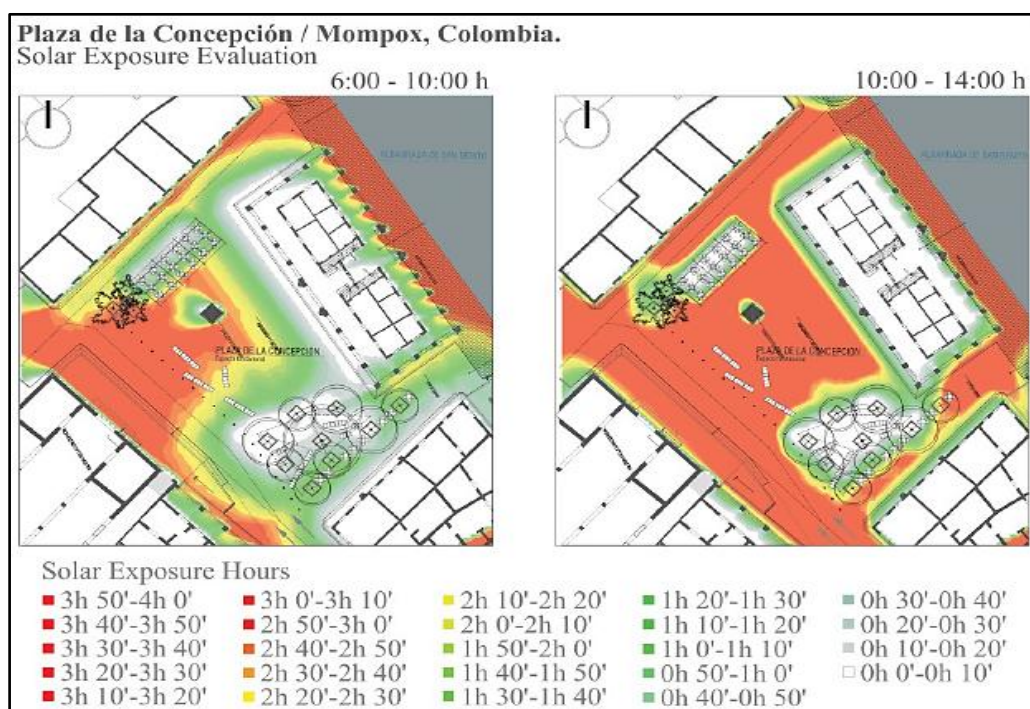 Plaza de la Concepción / Mompox, Colombia.
Solar Exposure Evaluation
6:00 - 10:00 h
10:00 - 14:00 h
PLAZA DE LA CONCEPCIÓN
PLAZA DE LA CONCEPCIÓN
Solar Exposure Hours
3h 50'-4h 0'
3h 40'-3h 50'
3h 30'-3h 40'
3h 20'-3h 30'
3h 10'-3h 20'
3h 0'-3h 10'
2h 50'-3h 0'
2h 40'-2h 50'
2h 30'-2h 40'
2h 20'-2h 30'
2h 10'-2h 20'
2h 0'-2h 10'
1h 50'-2h 0'
1h 40'-1h 50'
1h 30'-1h 40'
1h 20'-1h 30'
1h 10'-1h 20'
1h 0'-1h 10'
0h 50'-1h 0'
0h 40'-0h 50'
0h 30'-0h 40'
0h 20'-0h 30'
0h 10'-0h 20'
0h 0'-0h 10'